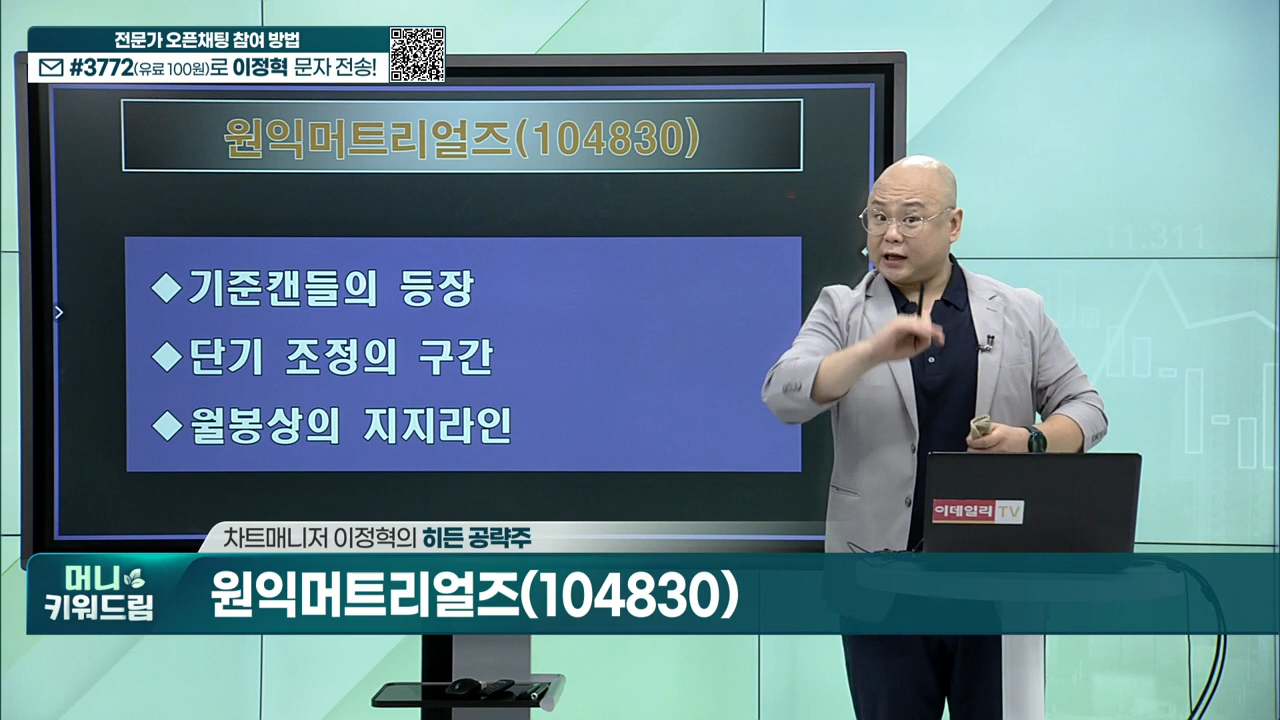 전문가 오픈채팅 참여 방법
#3772(유료 100원)로 이정혁 문자 전송!
원익머트리얼즈(104830)
◆기준캔들의 등장
◆단기 조정의 구간
◆월봉상의 지지라인
11.311
이데일리 TV
차트매니저 이정혁의 히든 공략주
머니
키워드림
원익머트리얼즈(104830)